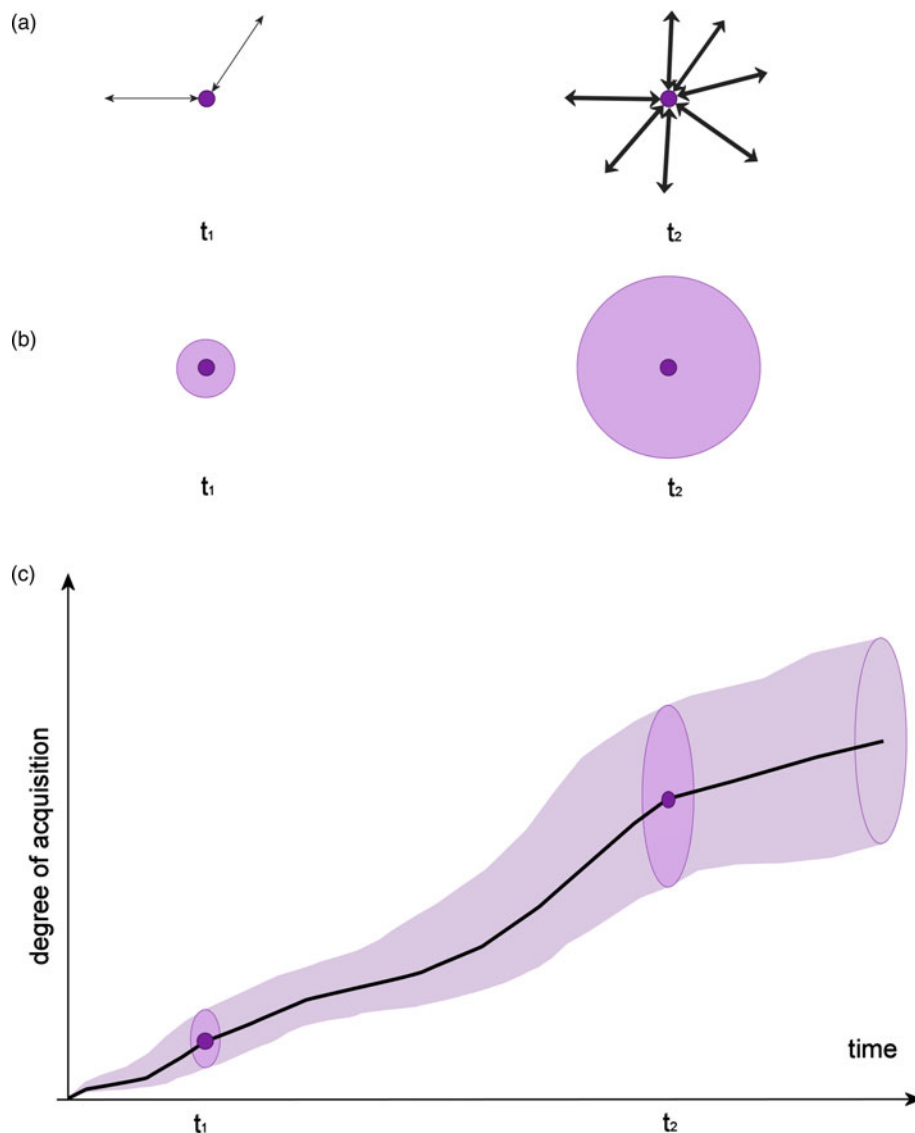 (a)
t₁ t₂
(b)
t₁ t₂
(c)
degree of acquisition
time
t₁ t₂